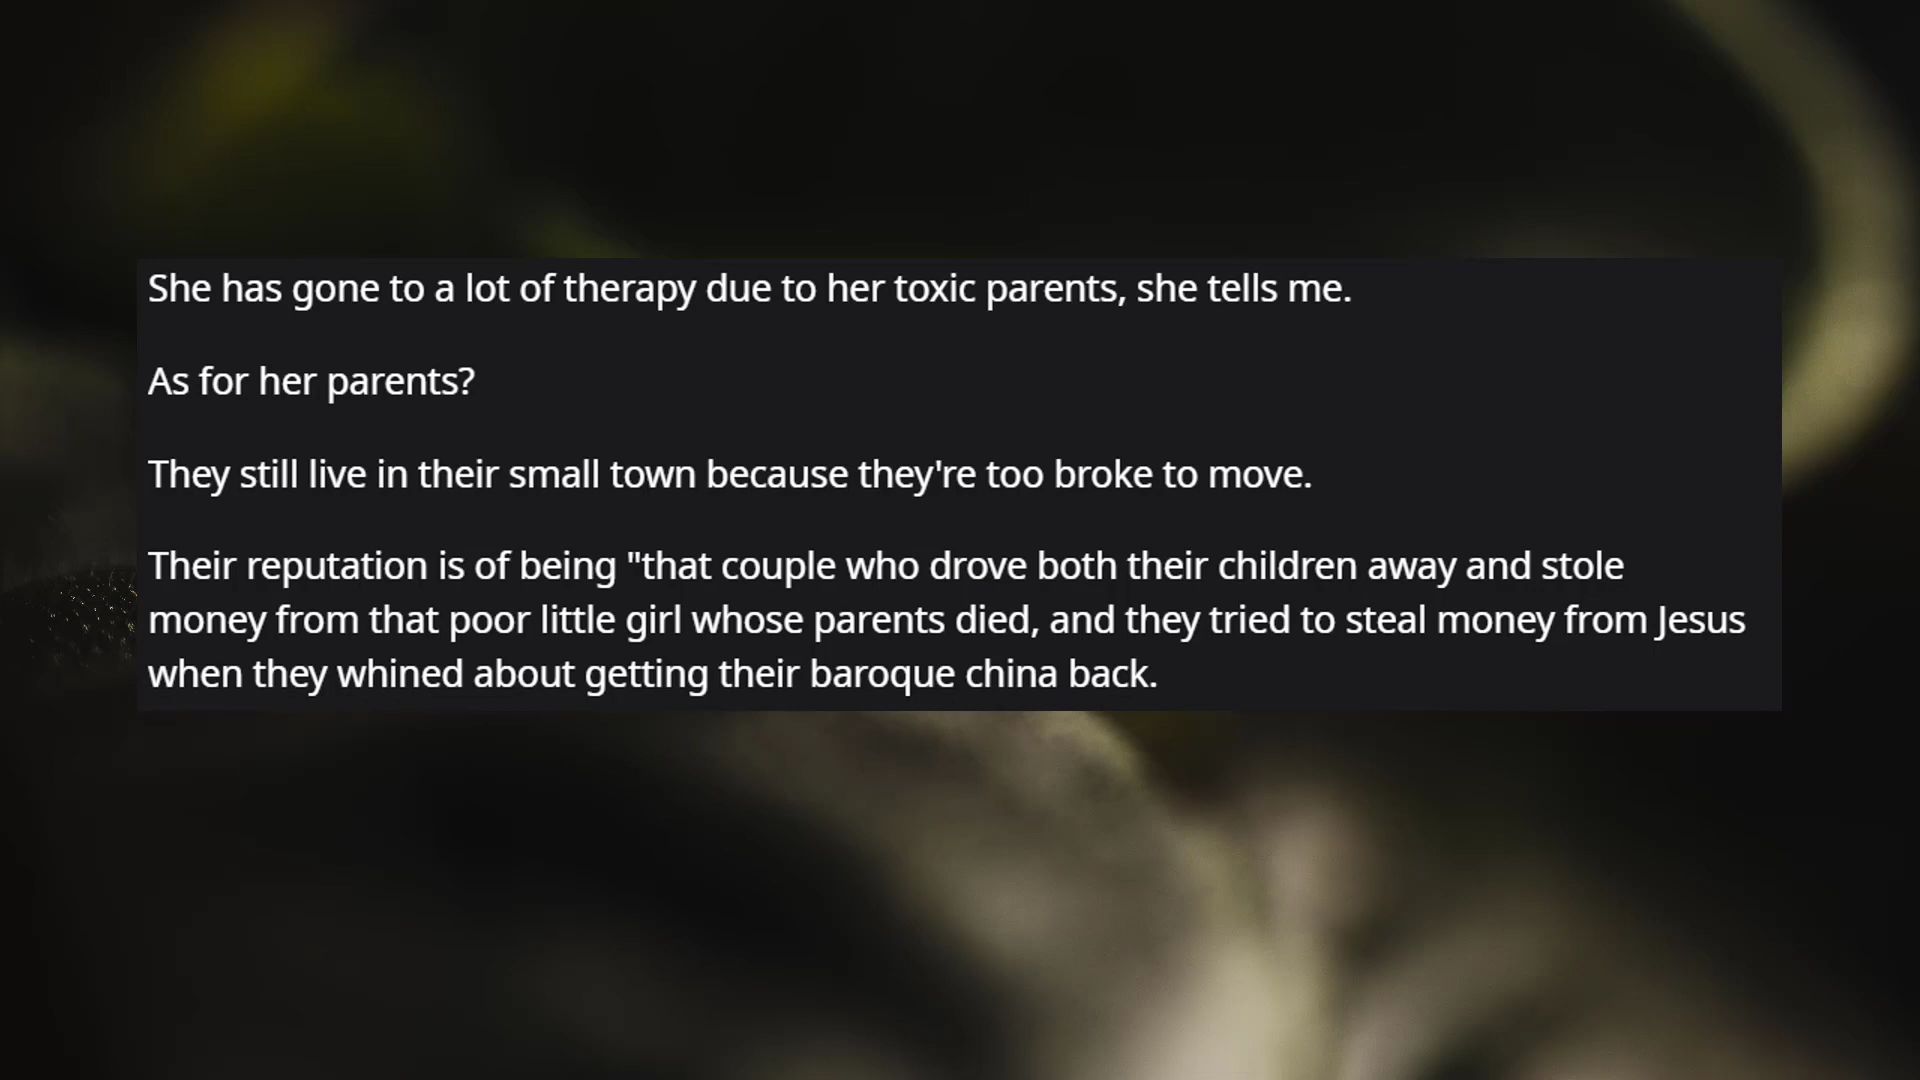 She has gone to a lot of therapy due to her toxic parents, she tells me.
As for her parents?
They still live in their small town because they're too broke to move.
Their reputation is of being "that couple who drove both their children away and stole
money from that poor little girl whose parents died, and they tried to steal money from Jesus
when they whined about getting their baroque china back.